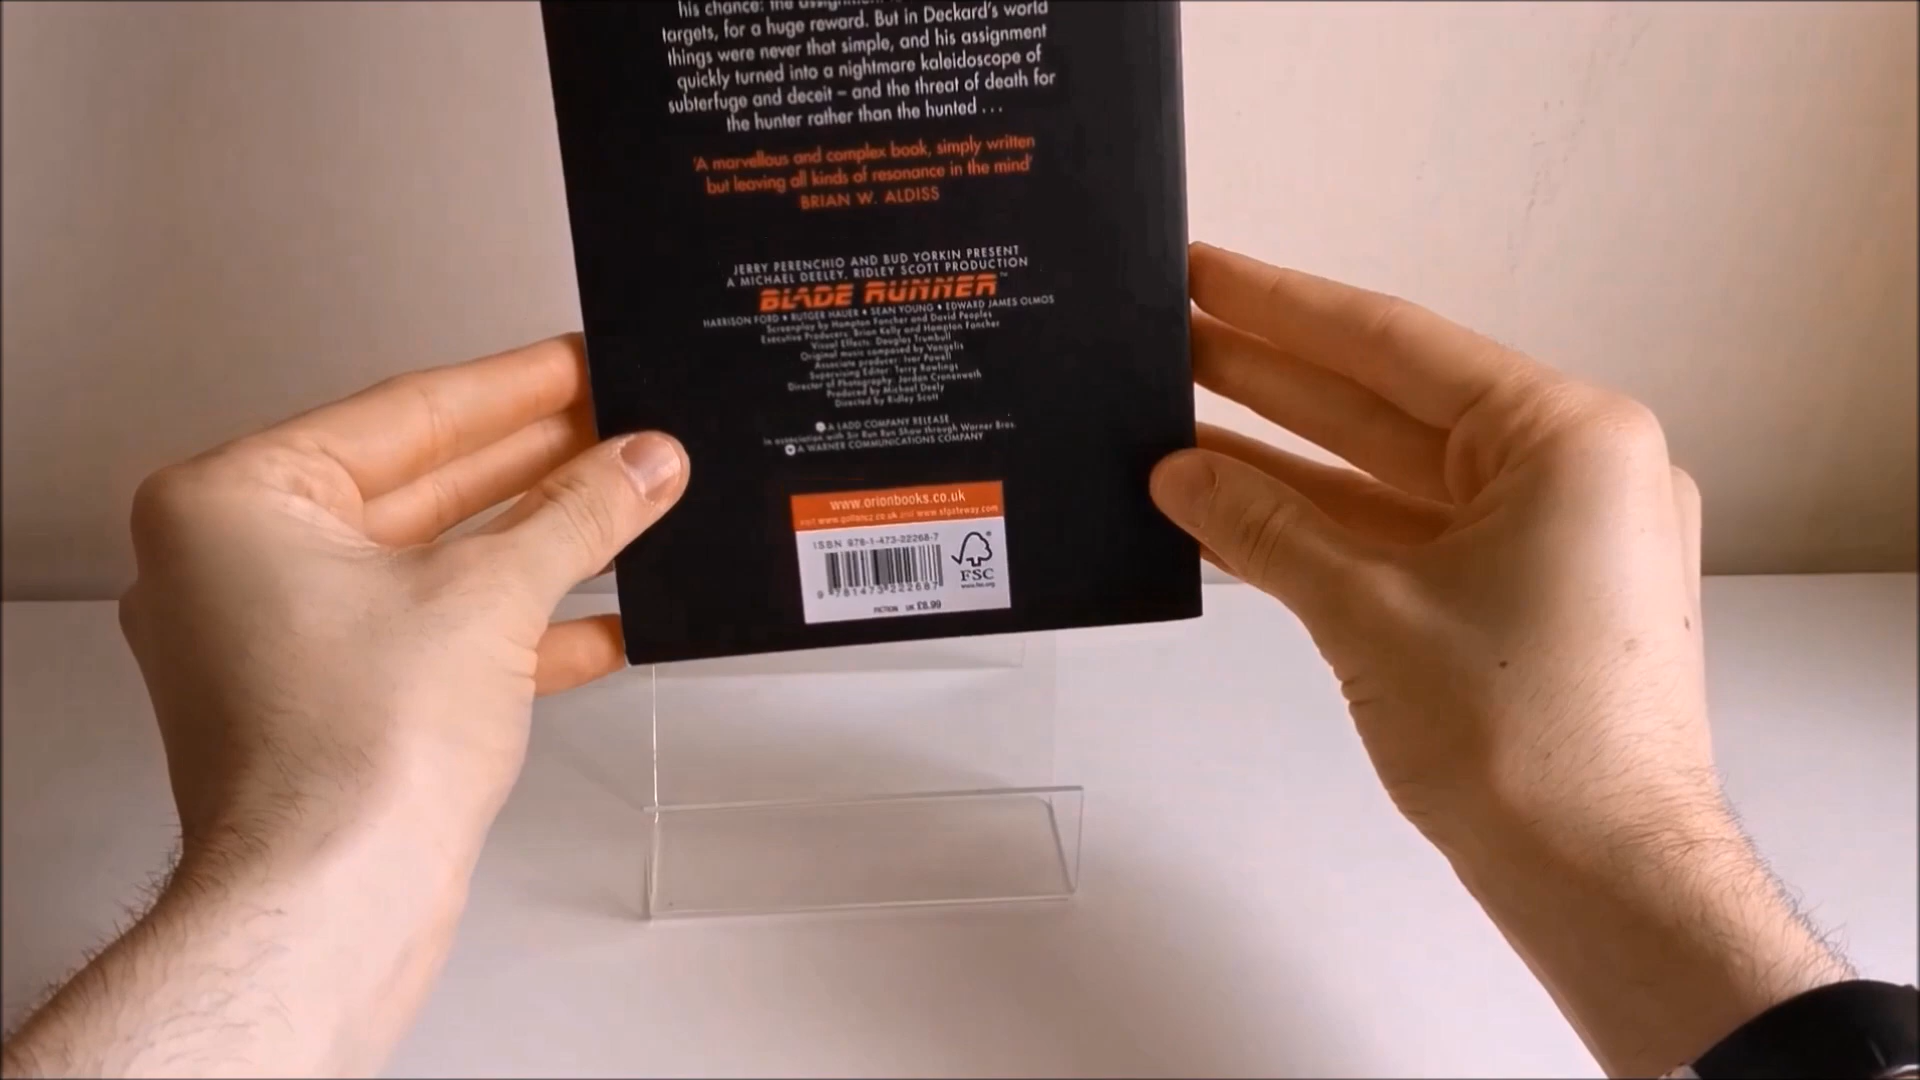 his chance: the
targets, for a huge reward. But in Deckard's world
things were never that simple, and his assignment
quickly turned into a nightmare kaleidoscope of
subterfuge and deceit – and the threat of death for
the hunter rather than the hunted . . .
'A marvellous and complex book, simply written
but leaving all kinds of resonance in the mind'
BRIAN W. ALDISS
JERRY PERENCHIO AND BUD YORKIN PRESENT
A MICHAEL DEELEY, RIDLEY SCOTT PRODUCTION
BLADE RUNNER™
HARRISON FORD • RUTGER HAUER • SEAN YOUNG • EDWARD JAMES OLMOS
Screenplay by Hampton Fancher and David Peoples
Executive Producers: Brian Kelly and Hampton Fancher
Visual Effects: Douglas Trumbull
Original music composed by Vangelis
Associate producer: Ivor Powell
Supervising Editor: Terry Rawlings
Director of Photography: Jordan Cronenweth
Produced by Michael Deely
Directed by Ridley Scott
A LADD COMPANY RELEASE
in association with Sir Run Run Shaw through Warner Bros.
A WARNER COMMUNICATIONS COMPANY
www.orionbooks.co.uk
visit www.gollancz.co.uk and www.sfgateway.com
ISBN 978-1-473-22268-7
9 781473 222687
FSC®
www.fsc.org
FICTION UK £8.99